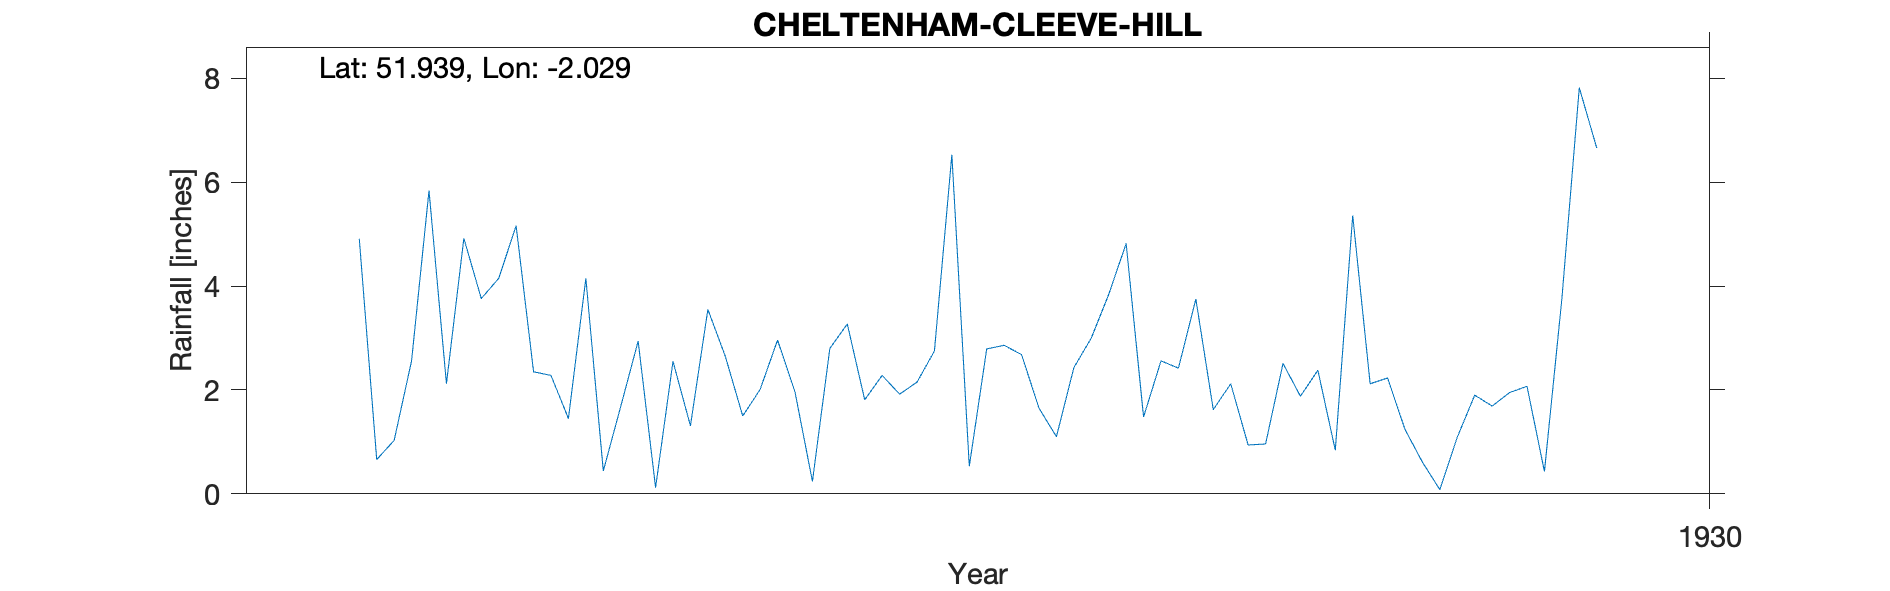 CHELTENHAM-CLEEVE-HILL
Lat: 51.939, Lon: -2.029
8
6
4
2
0
Rainfall [inches]
1930
Year